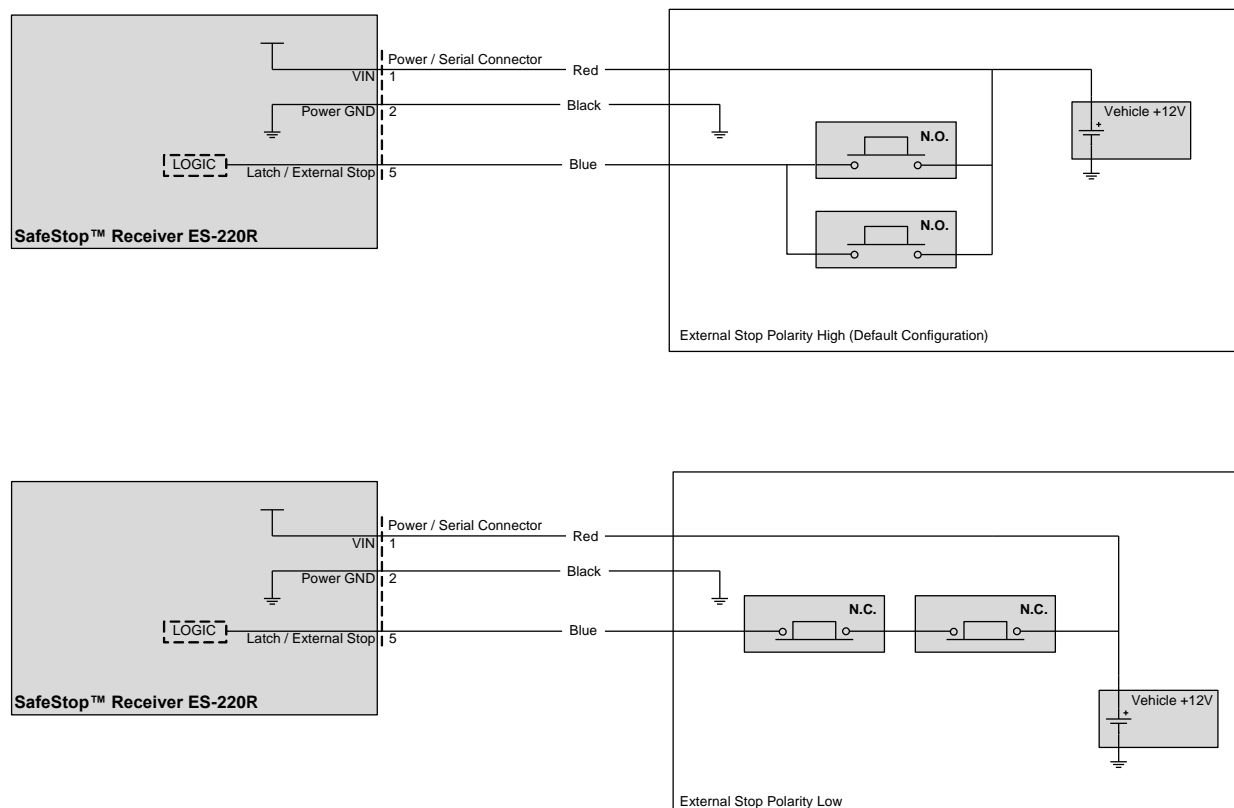 Power / Serial Connector
VIN 1
Red
Power GND 2
Black
LOGIC
Latch / External Stop 5
Blue
SafeStop™ Receiver ES-220R
N.O.
N.O.
Vehicle +12V
+
External Stop Polarity High (Default Configuration)
Power / Serial Connector
VIN 1
Red
Power GND 2
Black
LOGIC
Latch / External Stop 5
Blue
SafeStop™ Receiver ES-220R
N.C.
N.C.
Vehicle +12V
+
External Stop Polarity Low